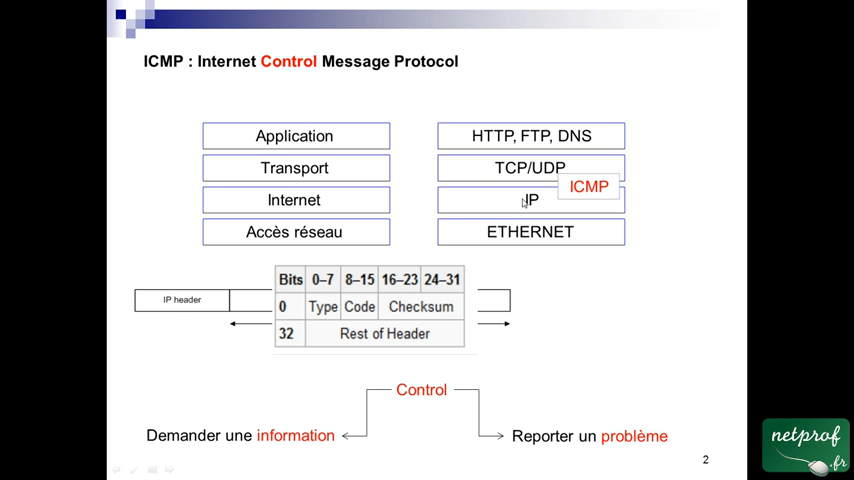 ICMP : Internet Control Message Protocol
Application
HTTP, FTP, DNS
Transport
TCP/UDP
ICMP
Internet
IP
Accès réseau
ETHERNET
IP header
Bits 0–7 8–15 16–23 24–31
0 Type Code Checksum
32 Rest of Header
Control
Demander une information
Reporter un problème
2
netprof
.fr